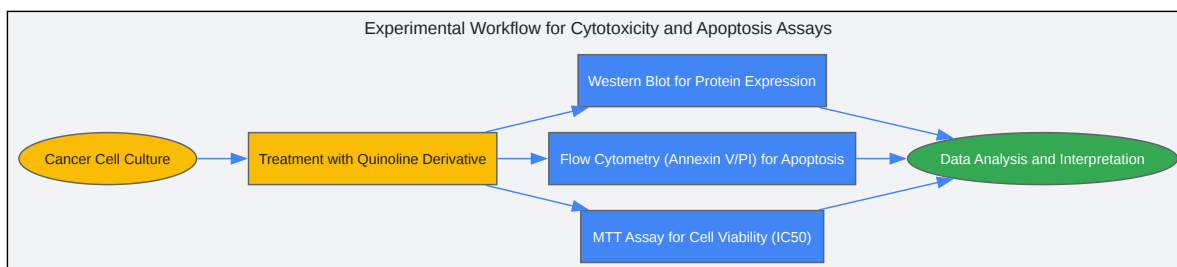 Experimental Workflow for Cytotoxicity and Apoptosis Assays
Western Blot for Protein Expression
Cancer Cell Culture
Treatment with Quinoline Derivative
Flow Cytometry (Annexin V/PI) for Apoptosis
Data Analysis and Interpretation
MTT Assay for Cell Viability (IC50)